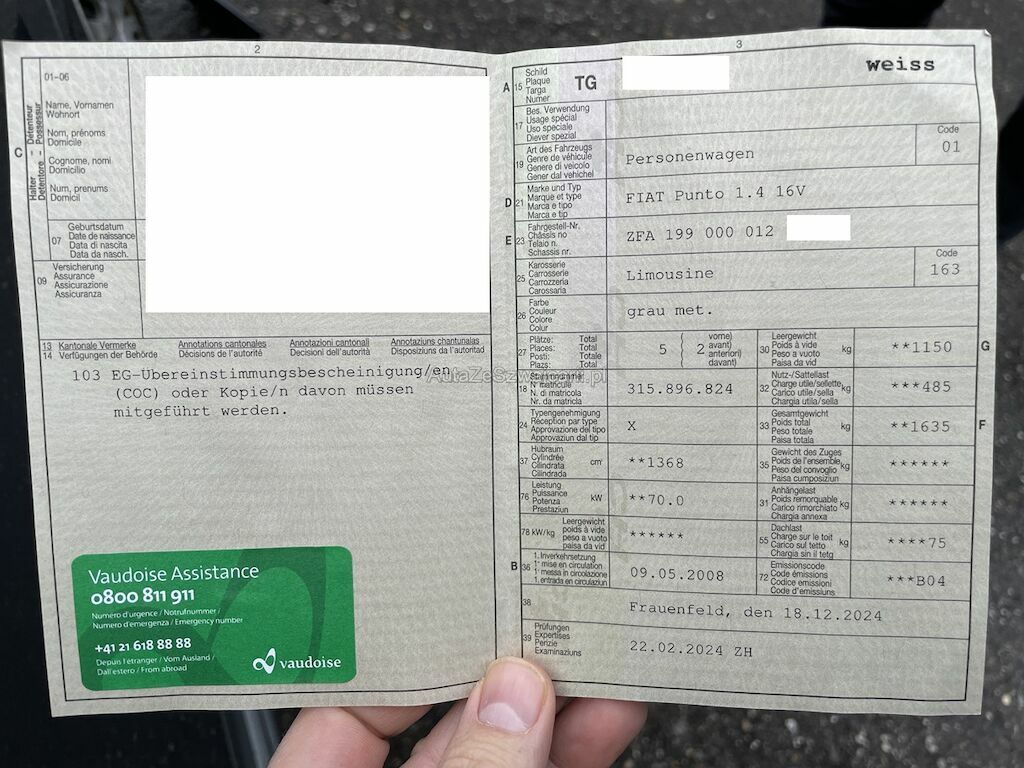 2
C
Halter – Détenteur
Detentore – Possessur
01-06
Name, Vornamen
Wohnort
Nom, prénoms
Domicile
Cognome, nomi
Domicilio
Num, prenums
Domicil
07
Geburtsdatum
Date de naissance
Data di nascita
Data da nasch.
09
Versicherung
Assurance
Assicurazione
Assicuranza
13 Kantonale Vermerke Annotations cantonales Annotazioni cantonali Annotaziuns chantunalas
14 Verfügungen der Behörde Décisions de l'autorité Decisioni dell'autorità Disposiziuns da l'autoritad
103 EG-Übereinstimmungsbescheinigung/en
(COC) oder Kopie/n davon müssen
mitgeführt werden.
Vaudoise Assistance
0800 811 911
Numéro d'urgence / Notrufnummer /
Numero d'emergenza / Emergency number
+41 21 618 88 88
Depuis l'étranger / Vom Ausland /
Dall'estero / From abroad
vaudoise
3
A 15
Schild
Plaque
Targa
Numer
TG
weiss
17
Bes. Verwendung
Usage spécial
Uso speciale
Diever spezial
19
Art des Fahrzeugs
Genre de véhicule
Genere di veicolo
Gener dal vehichel
Personenwagen
Code
01
D 21
Marke und Typ
Marque et type
Marca e tipo
Marca e tip
FIAT Punto 1.4 16V
E 23
Fahrgestell-Nr.
Châssis no
Telaio n.
Schassis nr.
ZFA 199 000 012
25
Karosserie
Carrosserie
Carrozzeria
Carossaria
Limousine
Code
163
26
Farbe
Couleur
Colore
Colur
grau met.
27
Plätze: Total
Places: Total
Posti: Totale
Plazs: Total
5 ( 2
vorne)
avant)
anteriori)
davant)
30
Leergewicht
Poids à vide
Peso a vuoto
Paisa da vid
kg
**1150
G
18
Stammnummer
N° matricule
N. di matricola
Nr. da matricla
315.896.824
32
Nutz-/Sattellast
Charge utile/sellette
Carico utile/sella
Chargia utila/sella
kg
***485
24
Typengenehmigung
Réception par type
Approvazione del tipo
Approvaziun dal tip
X
33
Gesamtgewicht
Poids total
Peso totale
Paisa totala
kg
**1635
F
37
Hubraum
Cylindrée
Cilindrata
Cilindrada
cm³
**1368
35
Gewicht des Zuges
Poids de l'ensemble
Peso del convoglio
Paisa cumposiziun
kg
******
76
Leistung
Puissance
Potenza
Prestaziun
kW
**70.0
31
Anhängelast
Poids remorquable
Carico rimorchiato
Chargia annexa
kg
******
78 kW/kg
Leergewicht
poids à vide
peso a vuoto
paisa da vid
******
55
Dachlast
Charge sur le toit
Carico sul tetto
Chargia sin il tetg
kg
****75
B 36
1. Inverkehrsetzung
1re mise en circulation
1a messa in circolazione
1. entrada en circulaziun
09.05.2008
72
Emissionscode
Code émissions
Codice emissioni
Code d'emissiuns
***B04
38
Frauenfeld, den 18.12.2024
39
Prüfungen
Expertises
Perizie
Examinaziuns
22.02.2024 ZH
AutaZeSzwajcarii.pl